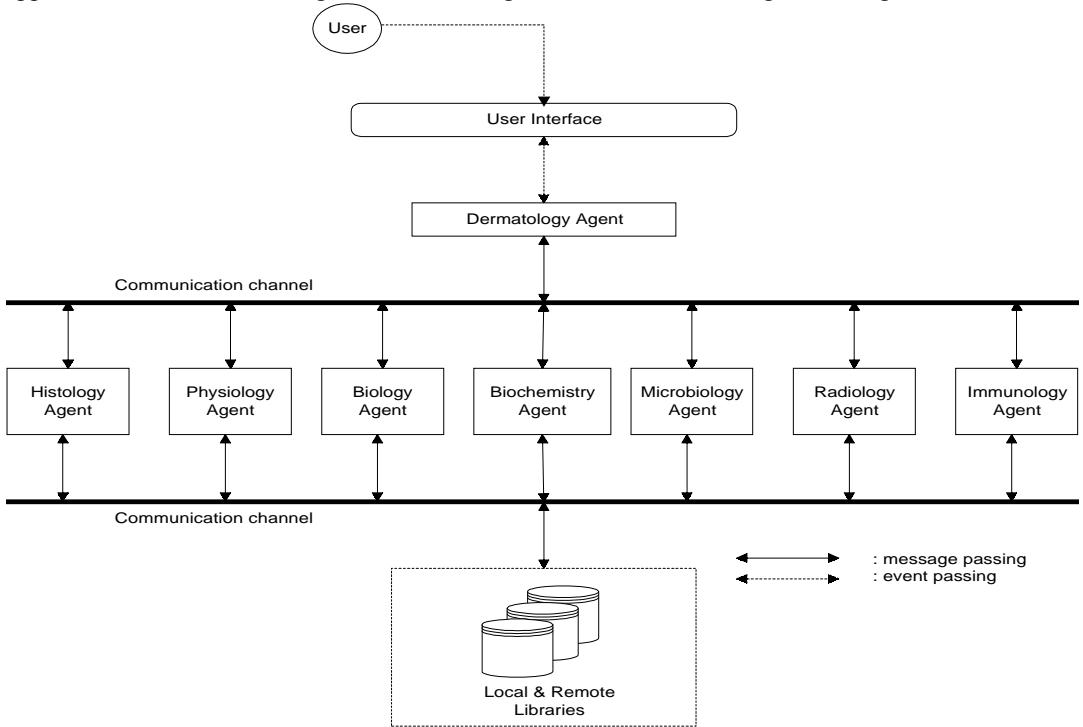 User
User Interface
Dermatology Agent
Communication channel
Histology
Agent
Physiology
Agent
Biology
Agent
Biochemistry
Agent
Microbiology
Agent
Radiology
Agent
Immunology
Agent
Communication channel
: message passing
: event passing
Local & Remote
Libraries